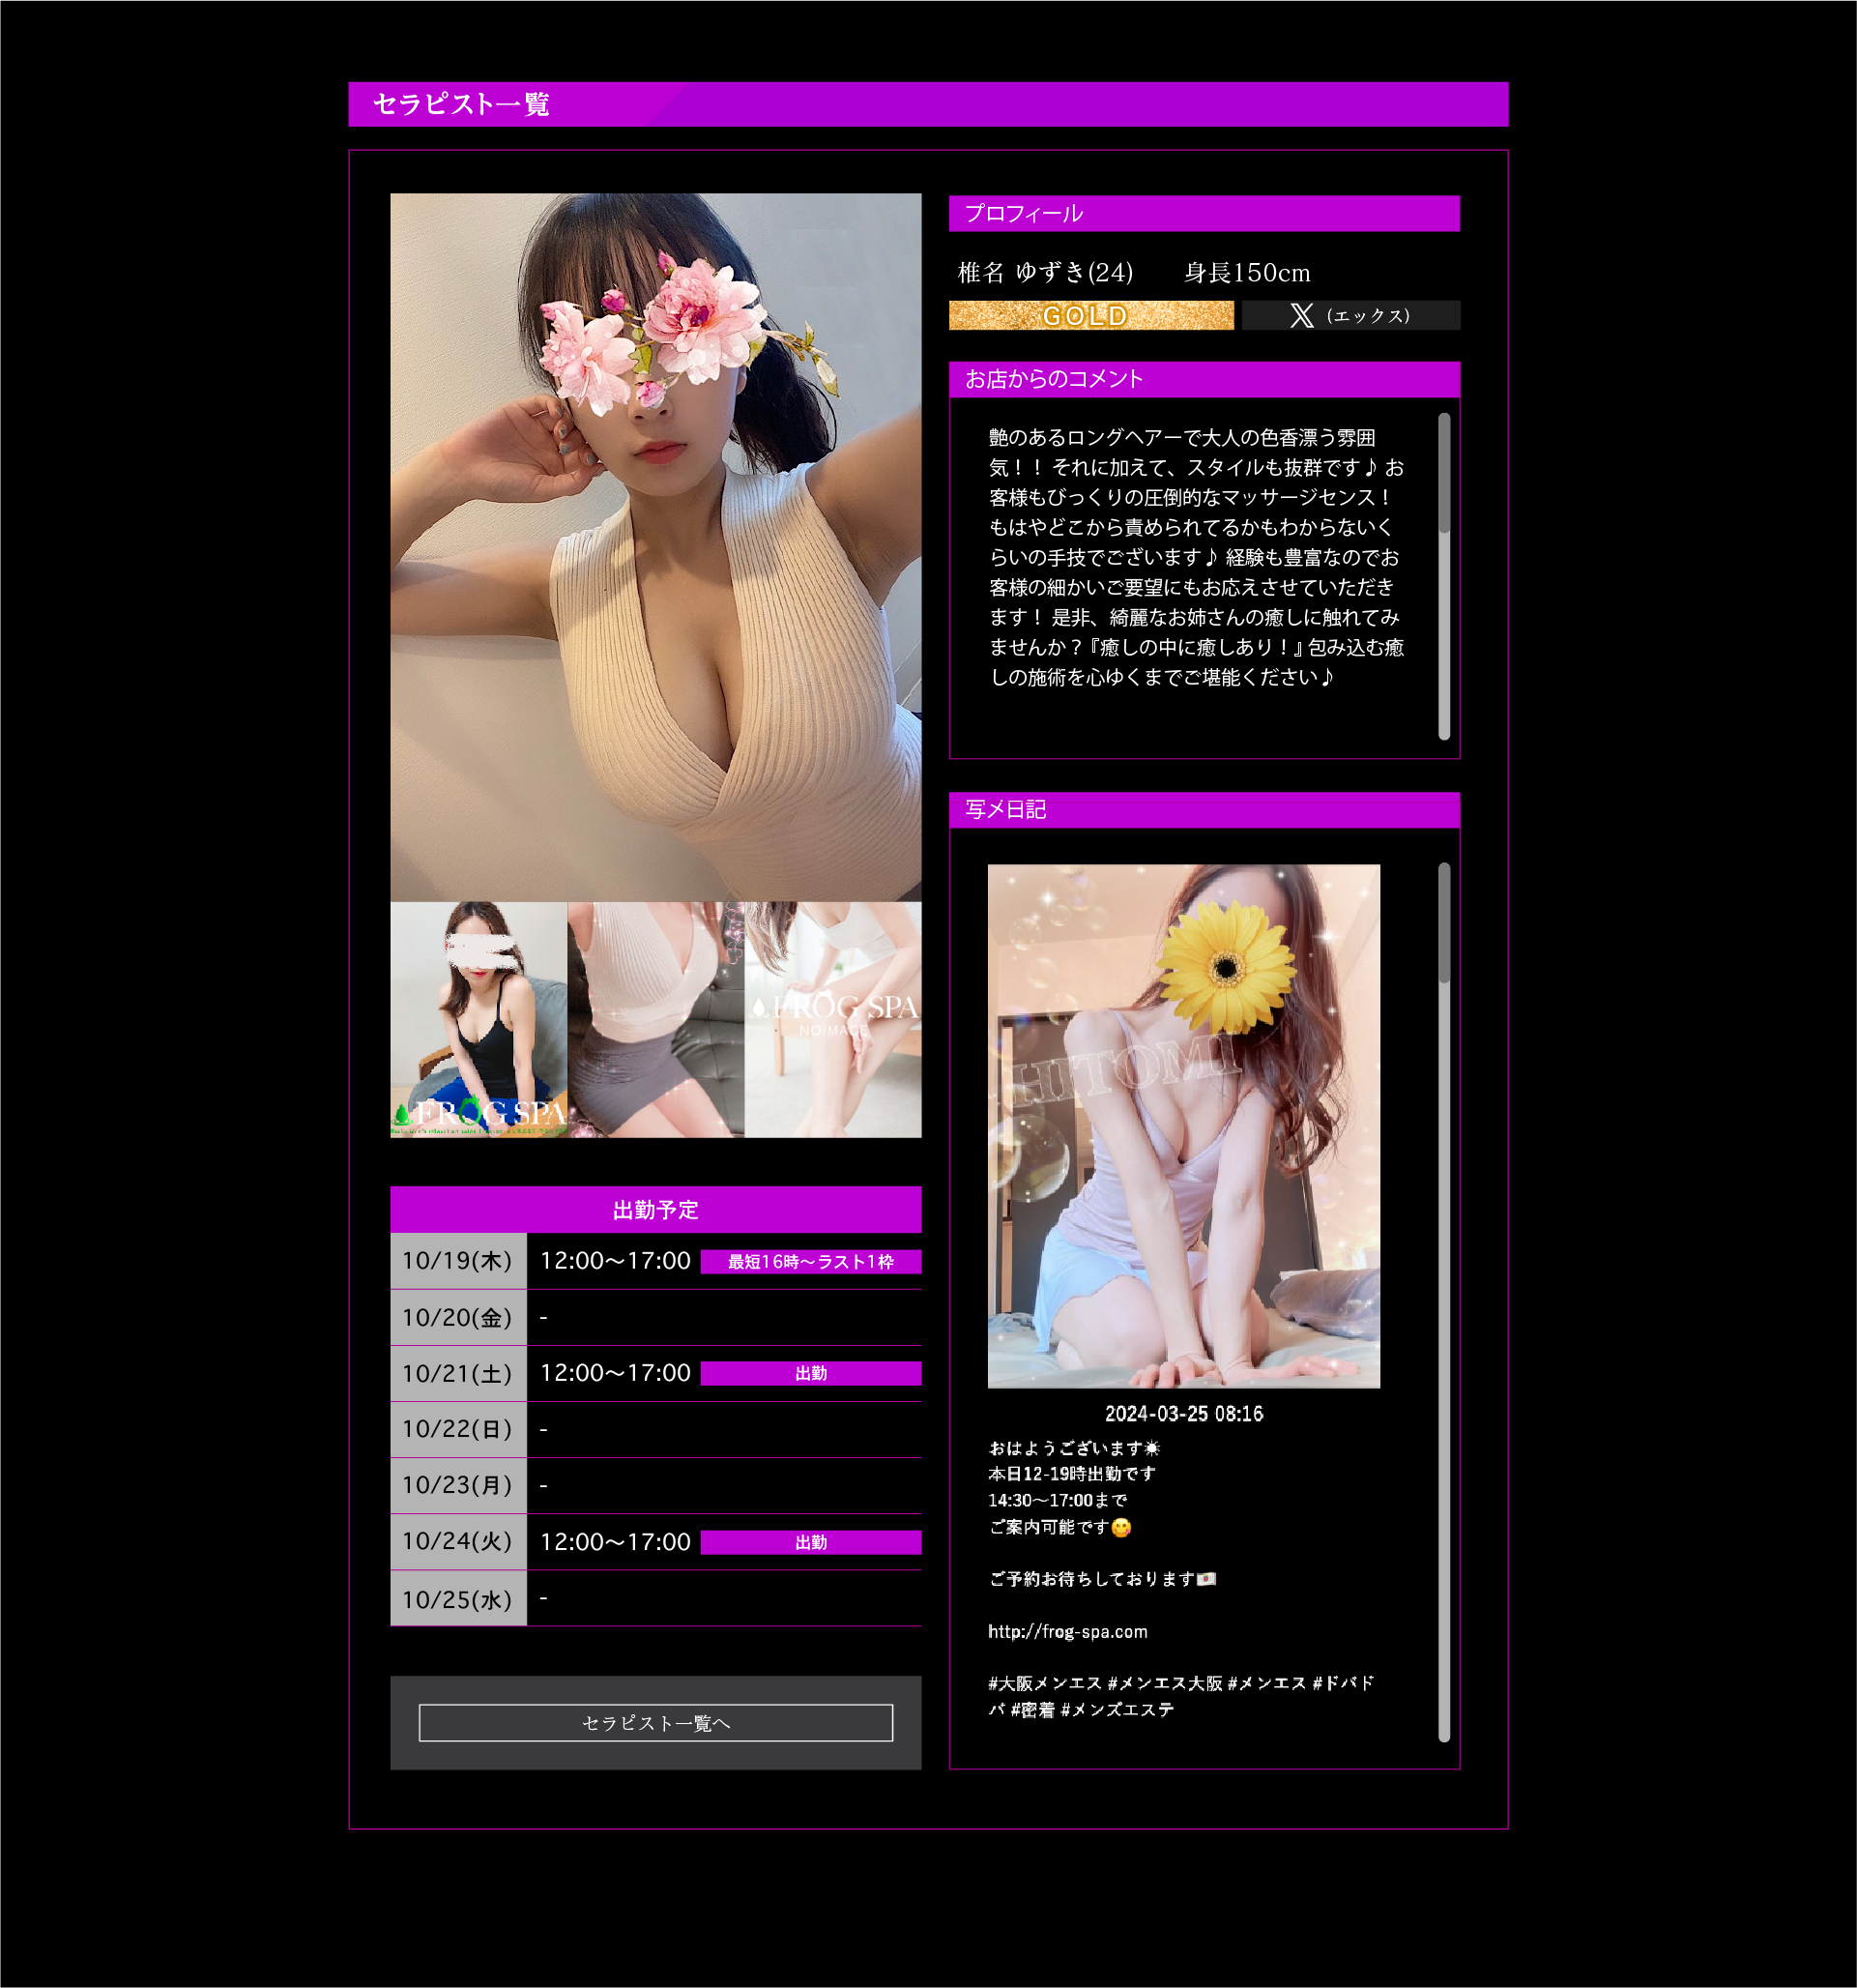 セラピスト一覧
プロフィール
椎名 ゆずき(24) 身長150cm
GOLD
(エックス)
お店からのコメント
艶のあるロングヘアーで大人の色香漂う雰囲
気！！ それに加えて、スタイルも抜群です♪ お
客様もびっくりの圧倒的なマッサージセンス！
もはやどこから責められてるかもわからないく
らいの手技でございます♪ 経験も豊富なのでお
客様の細かいご要望にもお応えさせていただき
ます！ 是非、綺麗なお姉さんの癒しに触れてみ
ませんか？『癒しの中に癒しあり！』包み込む癒
しの施術を心ゆくまでご堪能ください♪
FROG SPA
FROG SPA
NOIMAGE
出勤予定
10/19(木) 12:00〜17:00 最短16時〜ラスト1枠
10/20(金) -
10/21(土) 12:00〜17:00 出勤
10/22(日) -
10/23(月) -
10/24(火) 12:00〜17:00 出勤
10/25(水) -
セラピスト一覧へ
写メ日記
HITOMI
2024-03-25 08:16
おはようございます☀
本日12-19時出勤です
14:30〜17:00まで
ご案内可能です😋
ご予約お待ちしております💌
http://frog-spa.com
#大阪メンエス #メンエス大阪 #メンエス #ドバド
バ #密着 #メンズエステ